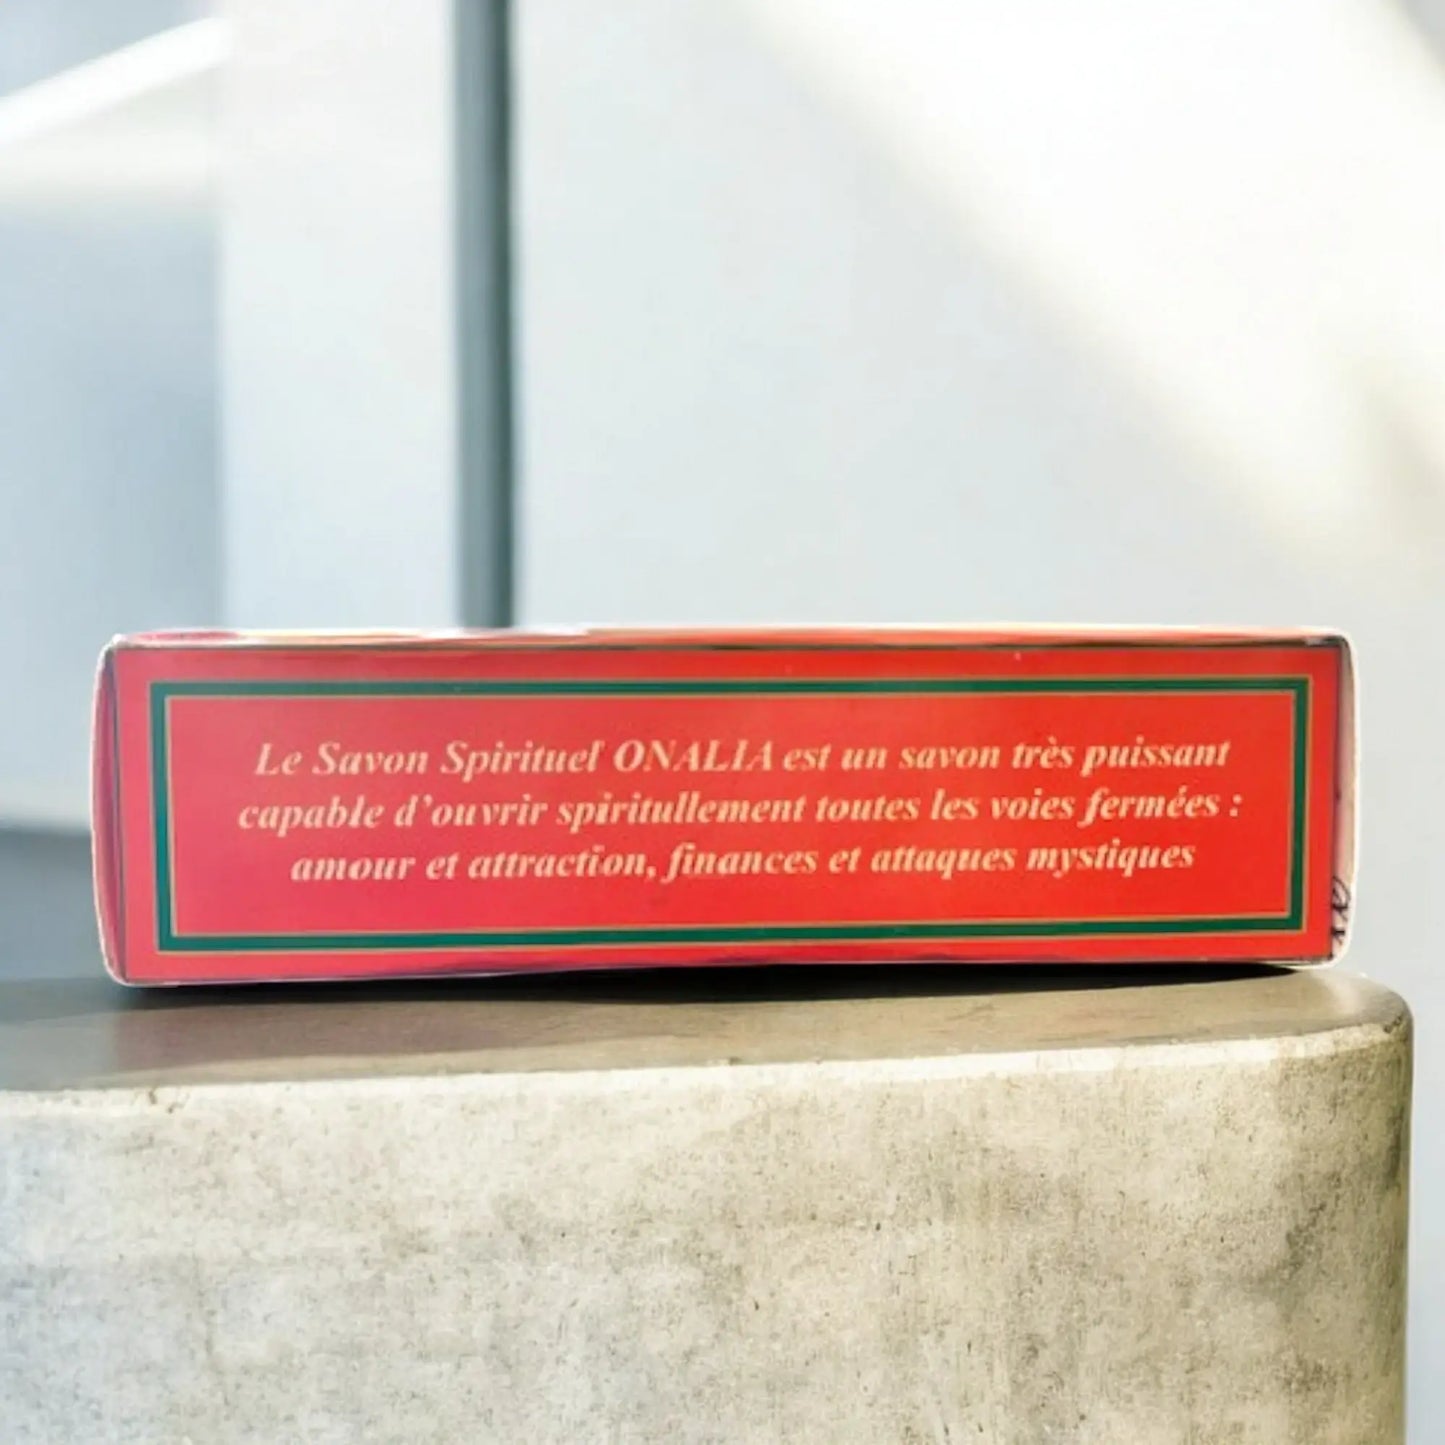 Le Savon Spirituel ONALIA est un savon très puissant
capable d'ouvrir spiritullement toutes les voies fermées :
amour et attraction, finances et attaques mystiques